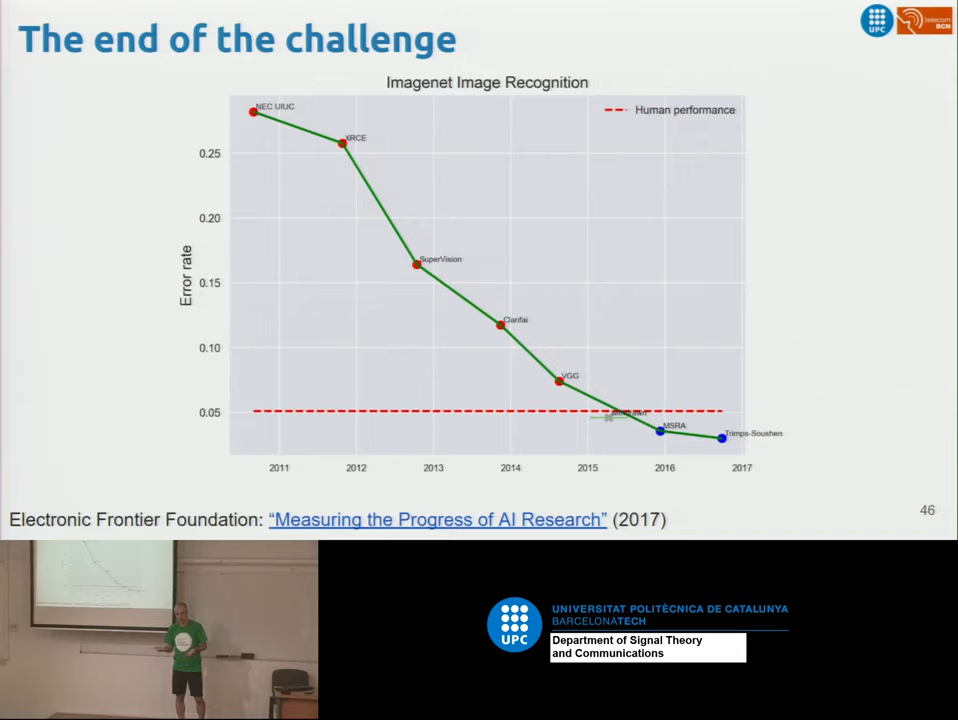 The end of the challenge
UPC
telecom
BCN
Imagenet Image Recognition
NEC UIUC
Human performance
XRCE
0.25
0.20
SuperVision
Error rate
0.15
Clarifai
0.10
VGG
0.05
withdrawn
MSRA
Trimps-Soushen
2011 2012 2013 2014 2015 2016 2017
Electronic Frontier Foundation: “Measuring the Progress of AI Research” (2017)
46
UPC
UNIVERSITAT POLITÈCNICA DE CATALUNYA
BARCELONATECH
Department of Signal Theory
and Communications